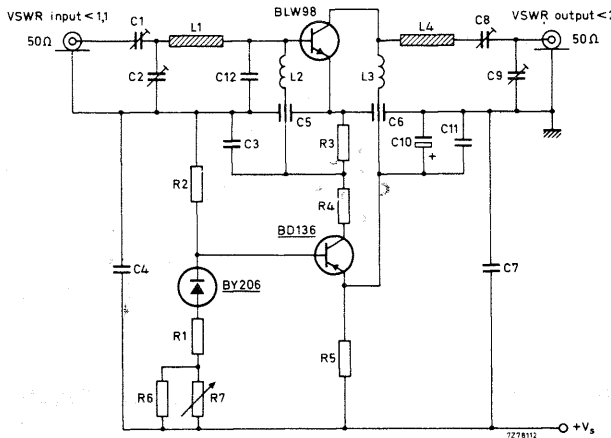 BLW98
VSWR input < 1,1
C1
L1
L4
C8
VSWR output <
50Ω
50Ω
C2
C12
L2
L3
C9
C5
C6
C3
R3
C10
+
C11
R2
R4
BD136
C4
BY206
C7
R1
R5
R6
R7
+Vs
7Z78112